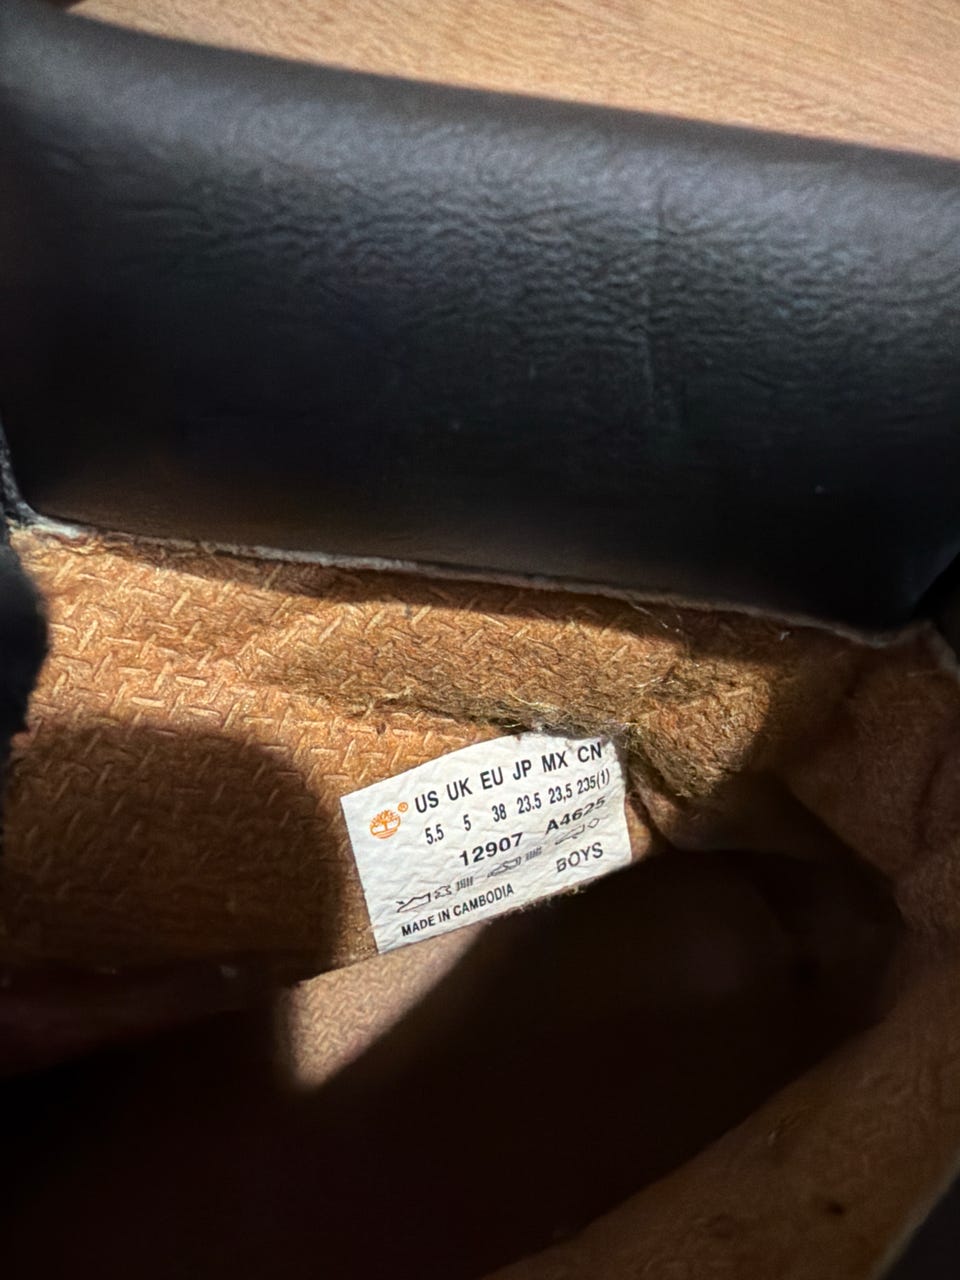 ® US UK EU JP MX CN
5.5 5 38 23.5 23,5 235(1)
12907 A4625
BOYS
MADE IN CAMBODIA